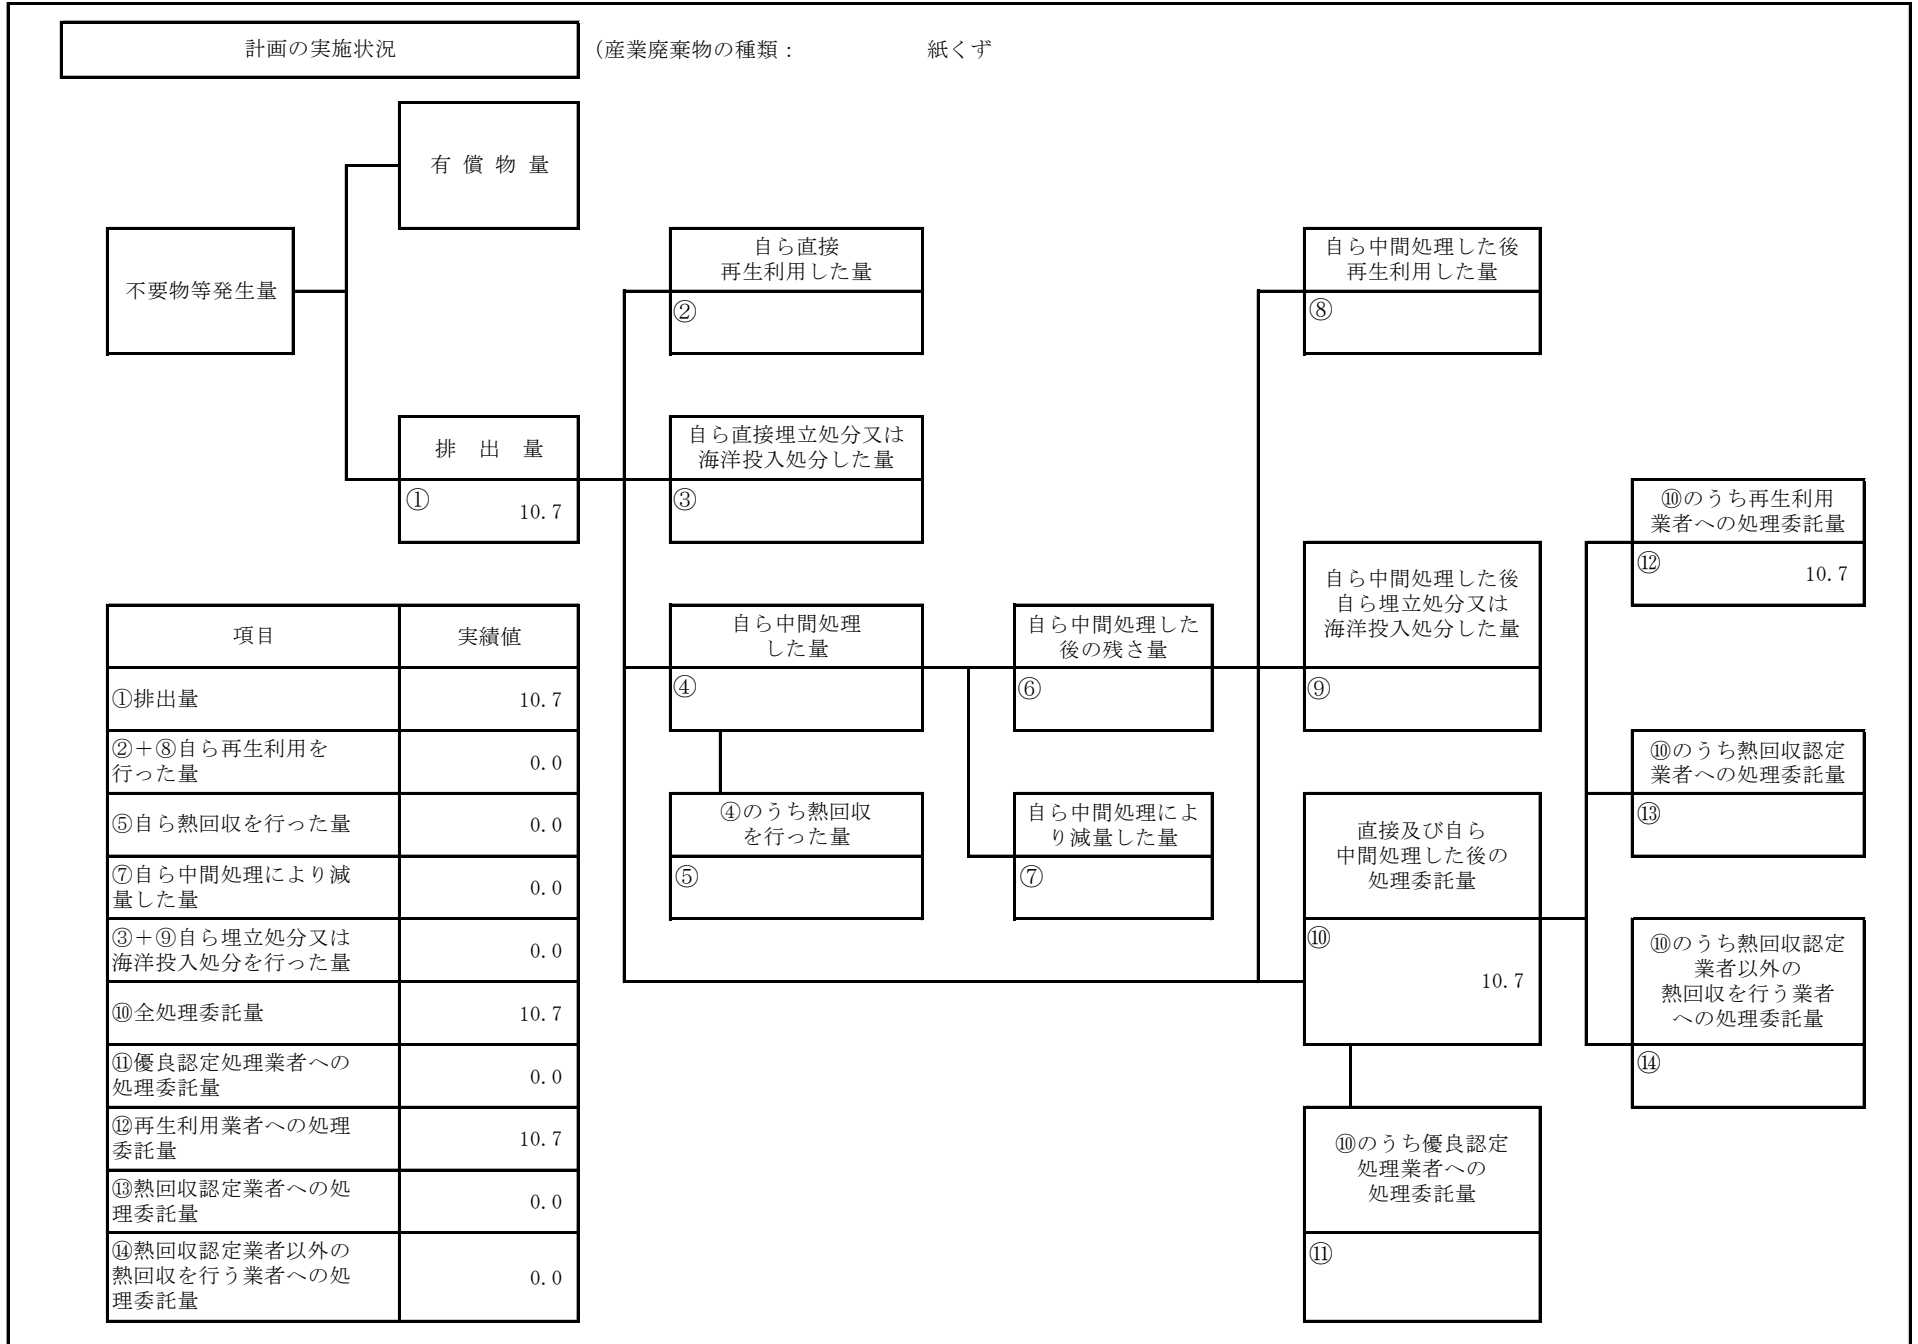 計画の実施状況
(産業廃棄物の種類： 紙くず
有 償 物 量
不要物等発生量
自ら直接
再生利用した量
②
自ら中間処理した後
再生利用した量
⑧
排 出 量
① 10.7
自ら直接埋立処分又は
海洋投入処分した量
③
⑩のうち再生利用
業者への処理委託量
⑫ 10.7
自ら中間処理した後
自ら埋立処分又は
海洋投入処分した量
⑨
自ら中間処理
した量
④
自ら中間処理した
後の残さ量
⑥
④のうち熱回収
を行った量
⑤
自ら中間処理によ
り減量した量
⑦
⑩のうち熱回収認定
業者への処理委託量
⑬
直接及び自ら
中間処理した後の
処理委託量
⑩
10.7
⑩のうち熱回収認定
業者以外の
熱回収を行う業者
への処理委託量
⑭
⑩のうち優良認定
処理業者への
処理委託量
⑪
項目 実績値
①排出量 10.7
②＋⑧自ら再生利用を
行った量 0.0
⑤自ら熱回収を行った量 0.0
⑦自ら中間処理により減
量した量 0.0
③＋⑨自ら埋立処分又は
海洋投入処分を行った量 0.0
⑩全処理委託量 10.7
⑪優良認定処理業者への
処理委託量 0.0
⑫再生利用業者への処理
委託量 10.7
⑬熱回収認定業者への処
理委託量 0.0
⑭熱回収認定業者以外の
熱回収を行う業者への処
理委託量 0.0